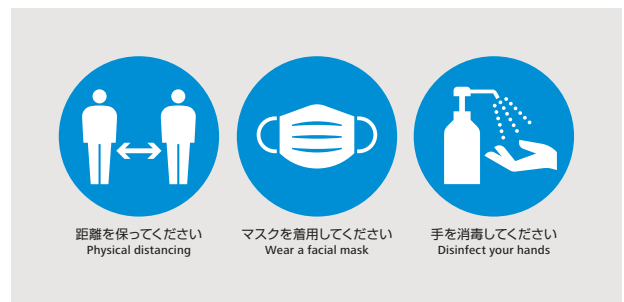 距離を保ってください
Physical distancing
マスクを着用してください
Wear a facial mask
手を消毒してください
Disinfect your hands